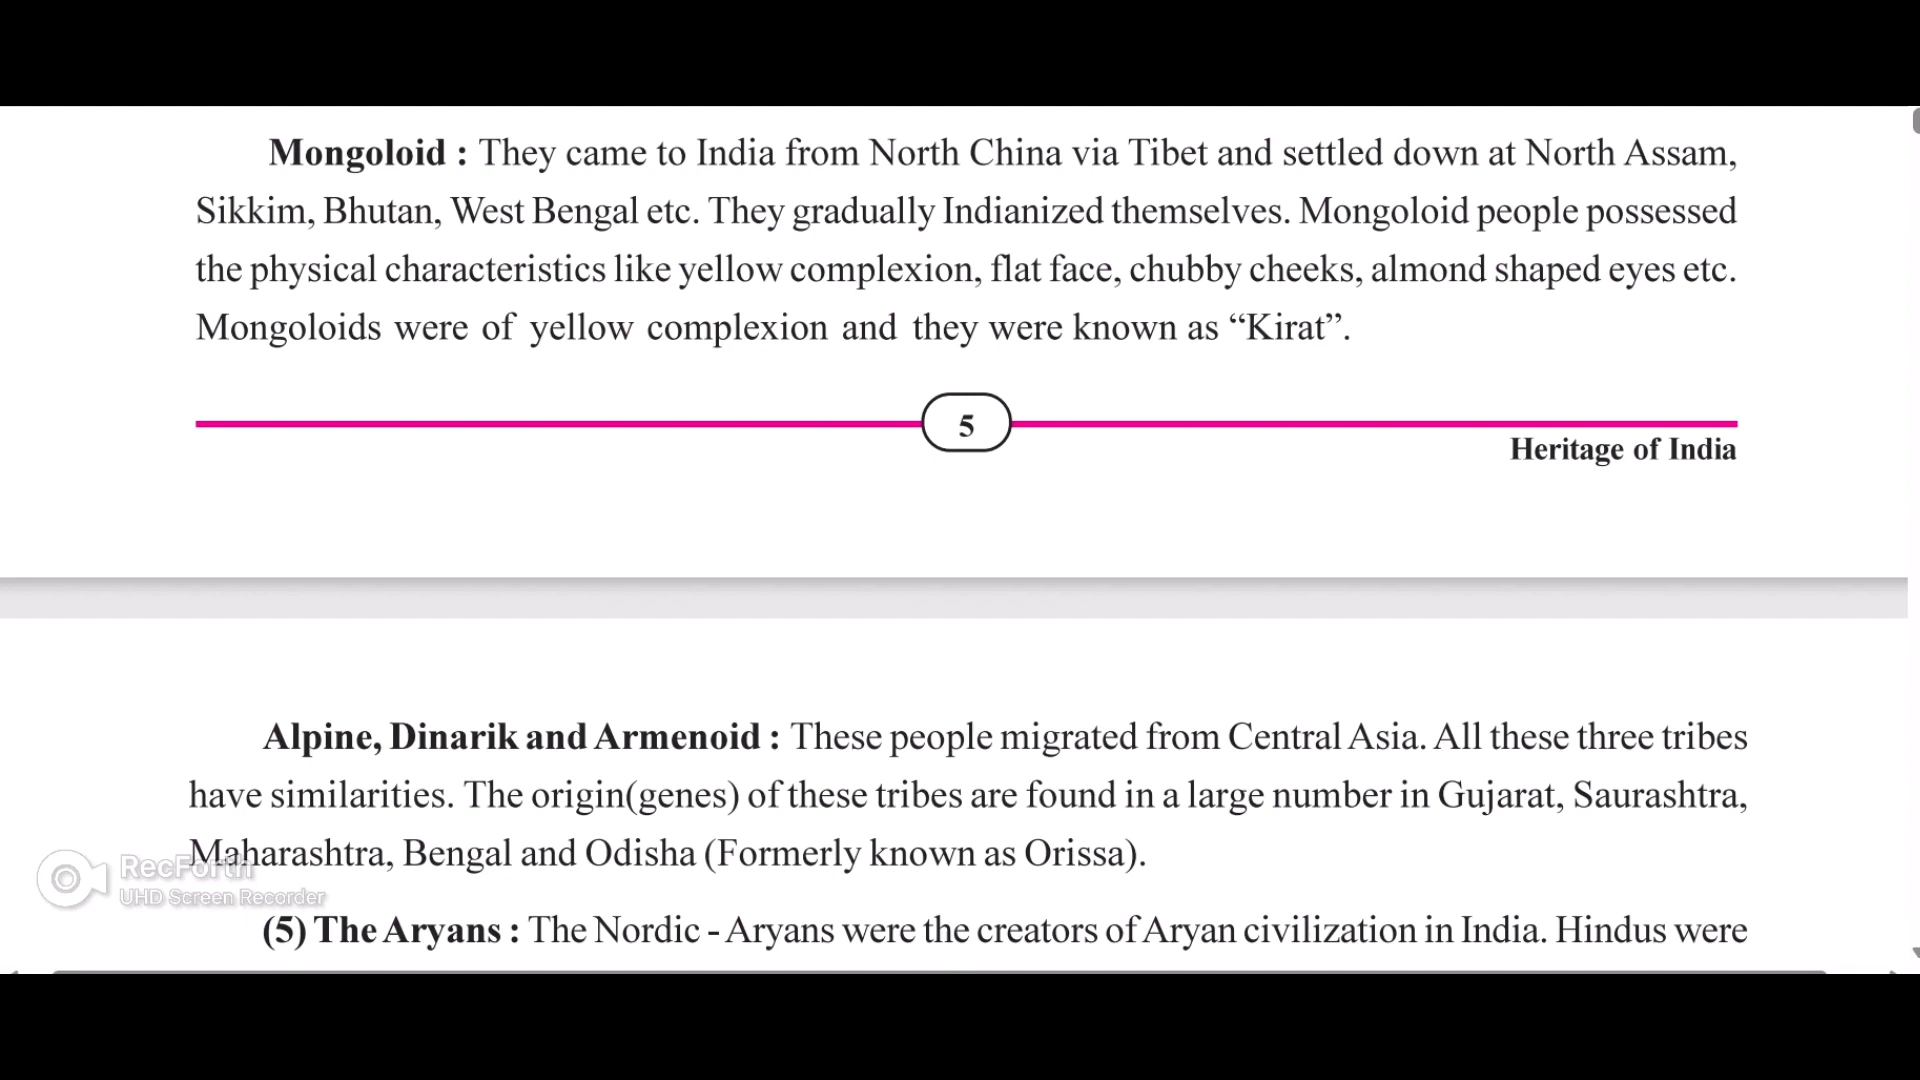 Mongoloid : They came to India from North China via Tibet and settled down at North Assam,
Sikkim, Bhutan, West Bengal etc. They gradually Indianized themselves. Mongoloid people possessed
the physical characteristics like yellow complexion, flat face, chubby cheeks, almond shaped eyes etc.
Mongoloids were of yellow complexion and they were known as “Kirat”.
5
Heritage of India
Alpine, Dinarik and Armenoid : These people migrated from Central Asia. All these three tribes
have similarities. The origin(genes) of these tribes are found in a large number in Gujarat, Saurashtra,
Maharashtra, Bengal and Odisha (Formerly known as Orissa).
RecForth
UHD Screen Recorder
(5) The Aryans : The Nordic - Aryans were the creators of Aryan civilization in India. Hindus were